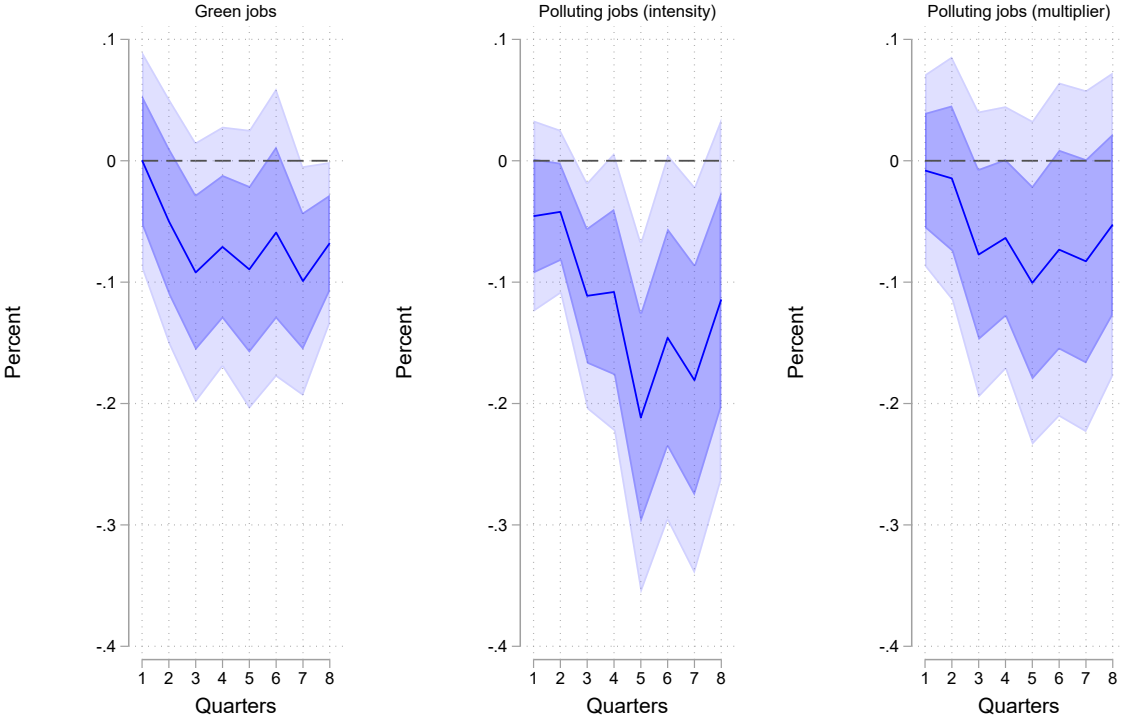 Green jobs
Percent
.1
0
-.1
-.2
-.3
-.4
1 2 3 4 5 6 7 8
Quarters
Polluting jobs (intensity)
Percent
.1
0
-.1
-.2
-.3
-.4
1 2 3 4 5 6 7 8
Quarters
Polluting jobs (multiplier)
Percent
.1
0
-.1
-.2
-.3
-.4
1 2 3 4 5 6 7 8
Quarters